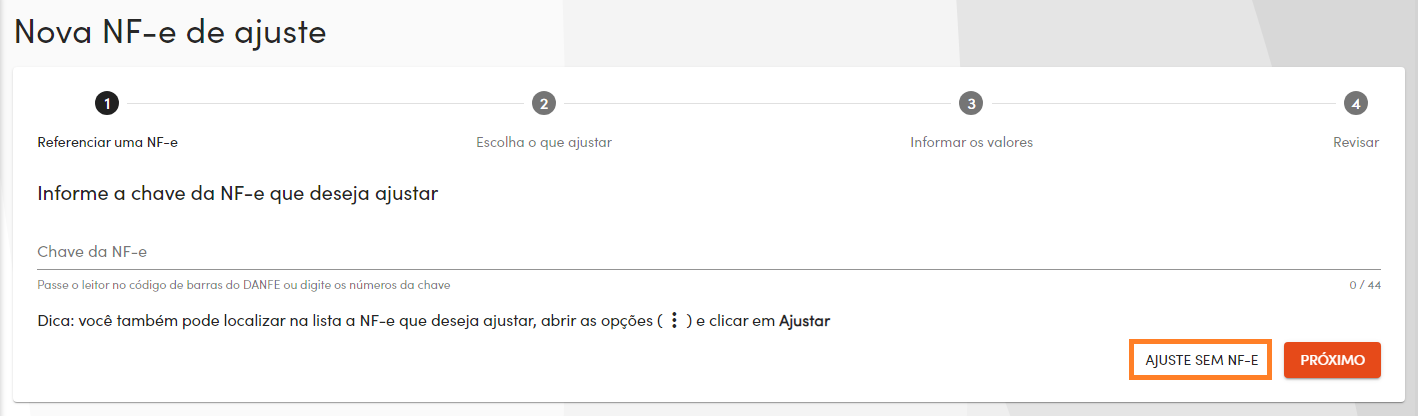 Nova NF-e de ajuste
1 2 3 4
Referenciar uma NF-e Escolha o que ajustar Informar os valores Revisar
Informe a chave da NF-e que deseja ajustar
Chave da NF-e
Passe o leitor no código de barras do DANFE ou digite os números da chave 0 / 44
Dica: você também pode localizar na lista a NF-e que deseja ajustar, abrir as opções ( ⋮ ) e clicar em Ajustar
AJUSTE SEM NF-E PRÓXIMO